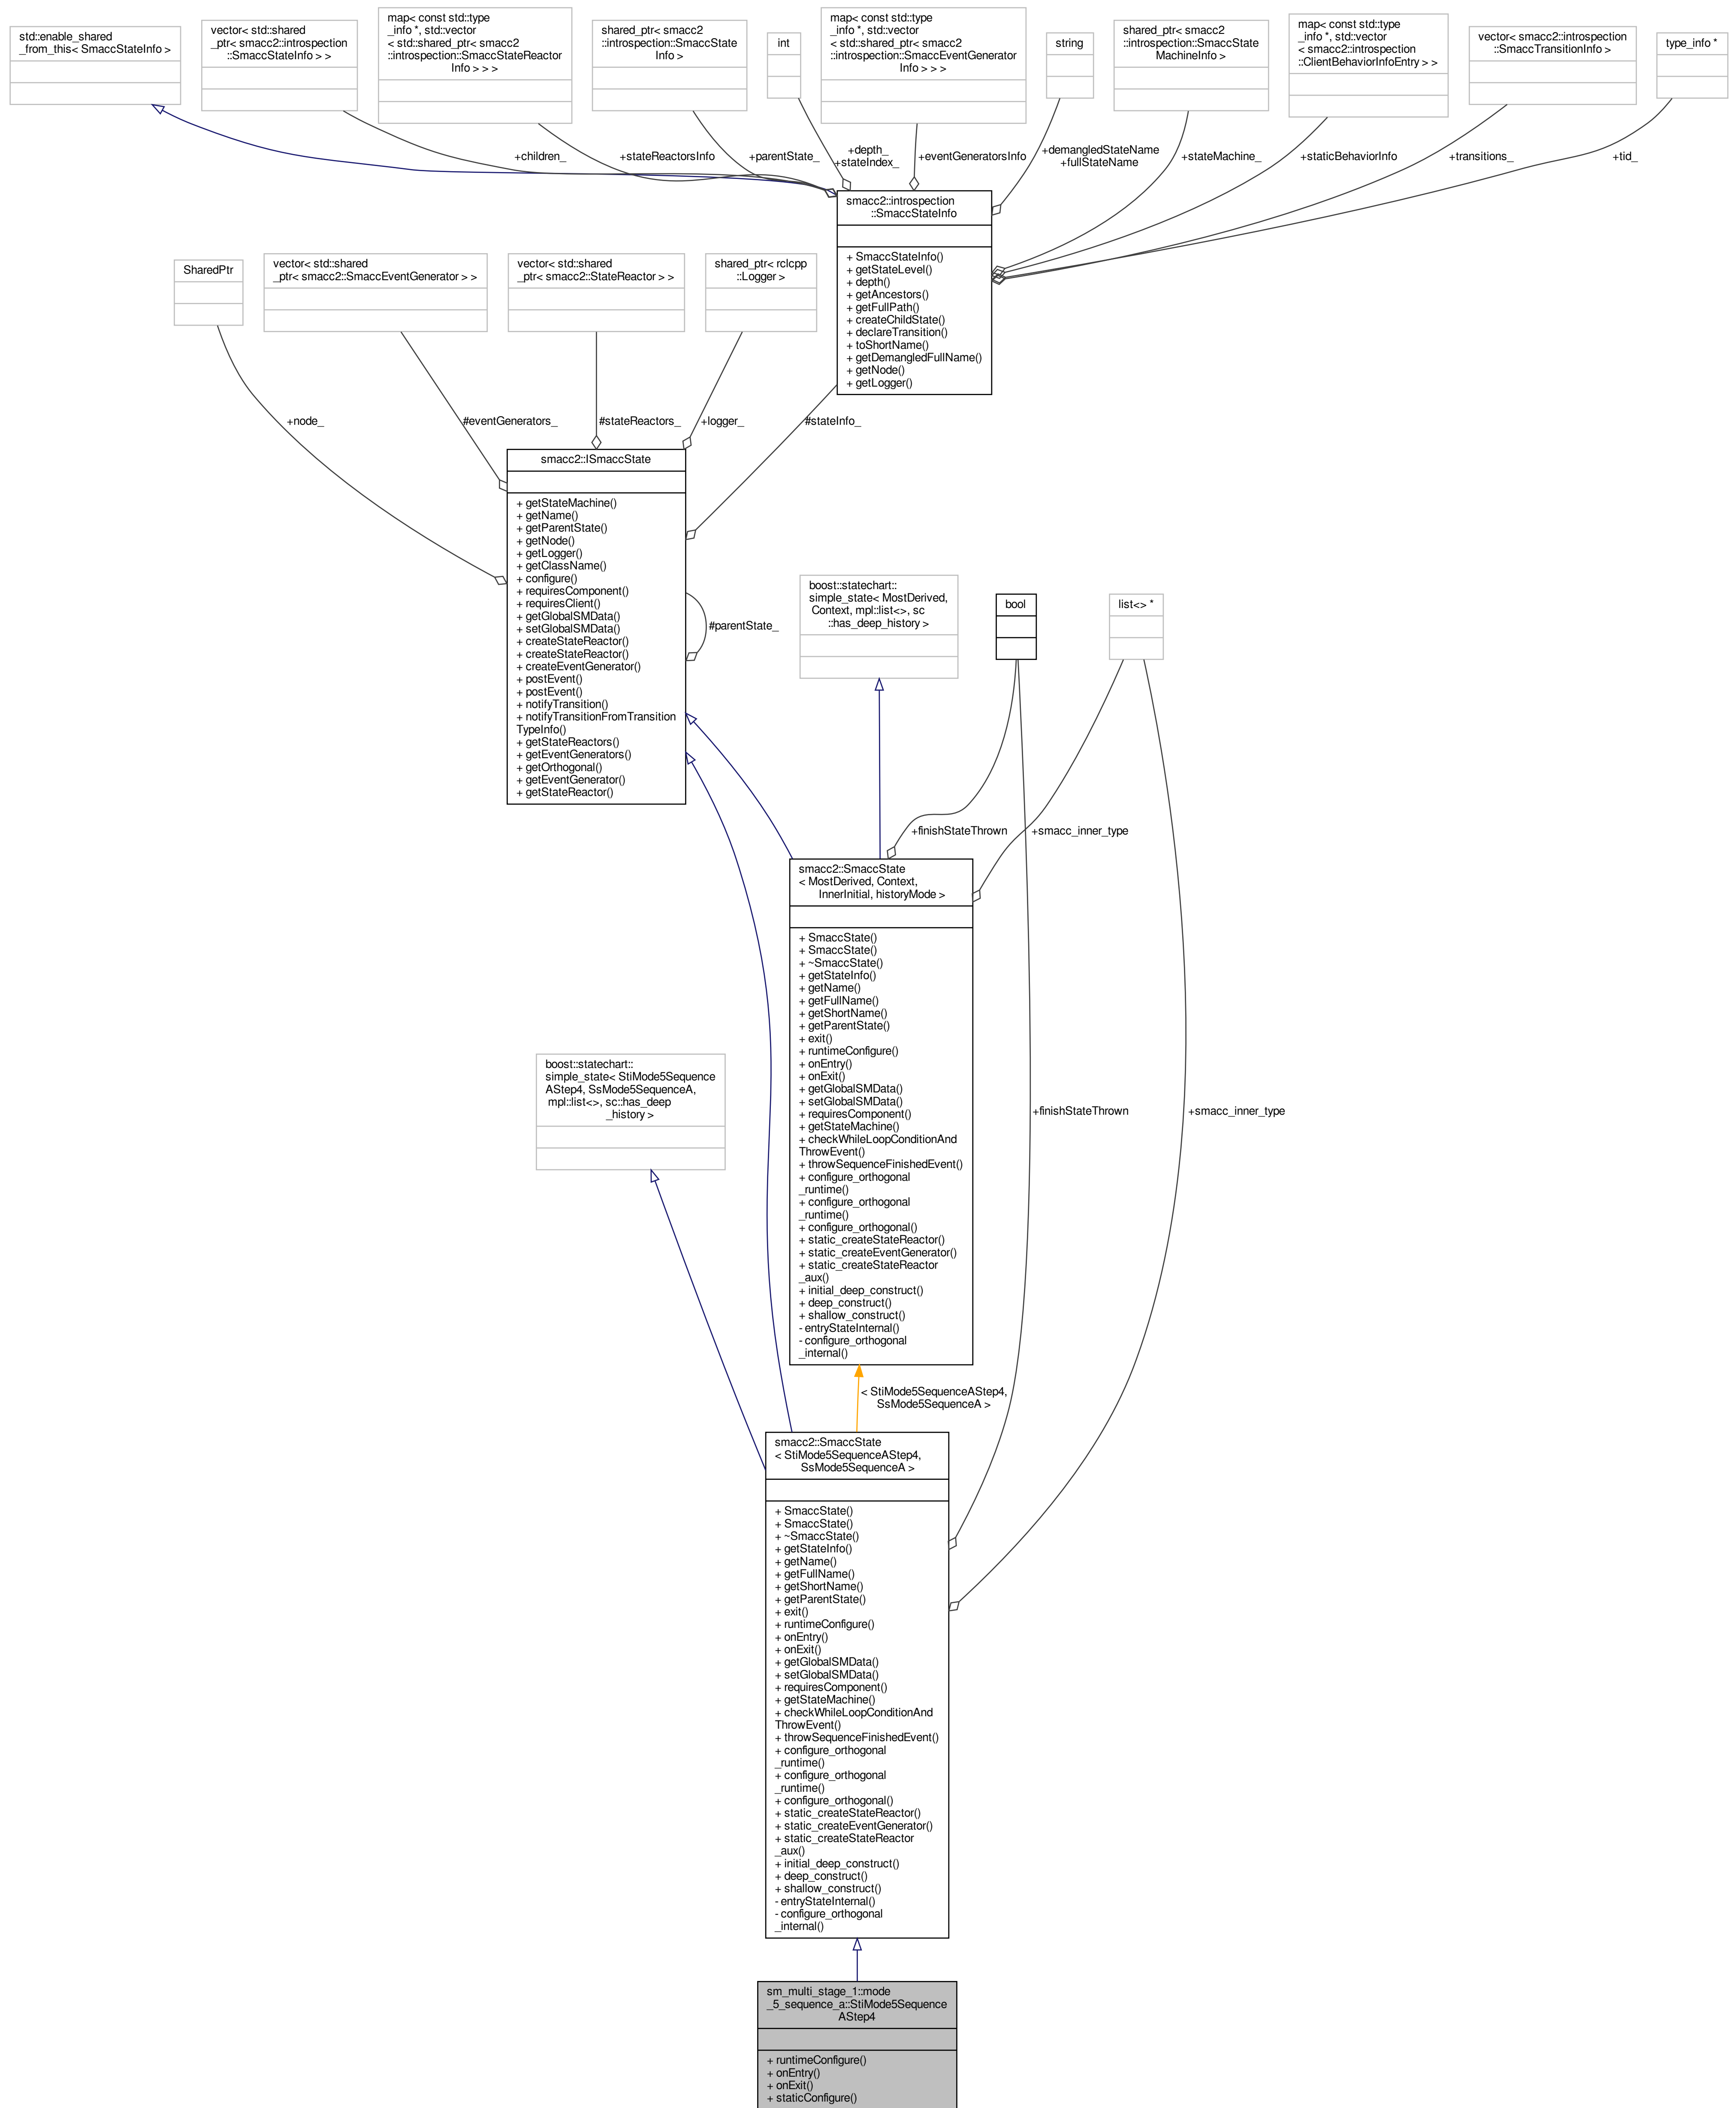 std::enable_shared
_from_this< SmaccStateInfo >
vector< std::shared
_ptr< smacc2::introspection
::SmaccStateInfo > >
map< const std::type
_info *, std::vector
< std::shared_ptr< smacc2
::introspection::SmaccStateReactor
Info > > >
shared_ptr< smacc2
::introspection::SmaccState
Info >
int
map< const std::type
_info *, std::vector
< std::shared_ptr< smacc2
::introspection::SmaccEventGenerator
Info > > >
string
shared_ptr< smacc2
::introspection::SmaccState
MachineInfo >
map< const std::type
_info *, std::vector
< smacc2::introspection
::ClientBehaviorInfoEntry > >
vector< smacc2::introspection
::SmaccTransitionInfo >
type_info *
+children_
+stateReactorsInfo
+parentState_
+depth_
+stateIndex_
+eventGeneratorsInfo
+demangledStateName
+fullStateName
+stateMachine_
+staticBehaviorInfo
+transitions_
+tid_
smacc2::introspection
::SmaccStateInfo
+ SmaccStateInfo()
+ getStateLevel()
+ depth()
+ getAncestors()
+ getFullPath()
+ createChildState()
+ declareTransition()
+ toShortName()
+ getDemangledFullName()
+ getNode()
+ getLogger()
SharedPtr
vector< std::shared
_ptr< smacc2::SmaccEventGenerator > >
vector< std::shared
_ptr< smacc2::StateReactor > >
shared_ptr< rclcpp
::Logger >
+node_
#eventGenerators_
#stateReactors_
+logger_
#stateInfo_
smacc2::ISmaccState
+ getStateMachine()
+ getName()
+ getParentState()
+ getNode()
+ getLogger()
+ getClassName()
+ configure()
+ requiresComponent()
+ requiresClient()
+ getGlobalSMData()
+ setGlobalSMData()
+ createStateReactor()
+ createStateReactor()
+ createEventGenerator()
+ postEvent()
+ postEvent()
+ notifyTransition()
+ notifyTransitionFromTransition
TypeInfo()
+ getStateReactors()
+ getEventGenerators()
+ getOrthogonal()
+ getEventGenerator()
+ getStateReactor()
#parentState_
boost::statechart::
simple_state< MostDerived,
Context, mpl::list<>, sc
::has_deep_history >
bool
list<> *
+finishStateThrown
+smacc_inner_type
smacc2::SmaccState
< MostDerived, Context,
InnerInitial, historyMode >
+ SmaccState()
+ SmaccState()
+ ~SmaccState()
+ getStateInfo()
+ getName()
+ getFullName()
+ getShortName()
+ getParentState()
+ exit()
+ runtimeConfigure()
+ onEntry()
+ onExit()
+ getGlobalSMData()
+ setGlobalSMData()
+ requiresComponent()
+ getStateMachine()
+ checkWhileLoopConditionAnd
ThrowEvent()
+ throwSequenceFinishedEvent()
+ configure_orthogonal
_runtime()
+ configure_orthogonal
_runtime()
+ configure_orthogonal()
+ static_createStateReactor()
+ static_createEventGenerator()
+ static_createStateReactor
_aux()
+ initial_deep_construct()
+ deep_construct()
+ shallow_construct()
- entryStateInternal()
- configure_orthogonal
_internal()
boost::statechart::
simple_state< StiMode5Sequence
AStep4, SsMode5SequenceA,
mpl::list<>, sc::has_deep
_history >
+finishStateThrown
+smacc_inner_type
< StiMode5SequenceAStep4,
SsMode5SequenceA >
smacc2::SmaccState
< StiMode5SequenceAStep4,
SsMode5SequenceA >
+ SmaccState()
+ SmaccState()
+ ~SmaccState()
+ getStateInfo()
+ getName()
+ getFullName()
+ getShortName()
+ getParentState()
+ exit()
+ runtimeConfigure()
+ onEntry()
+ onExit()
+ getGlobalSMData()
+ setGlobalSMData()
+ requiresComponent()
+ getStateMachine()
+ checkWhileLoopConditionAnd
ThrowEvent()
+ throwSequenceFinishedEvent()
+ configure_orthogonal
_runtime()
+ configure_orthogonal
_runtime()
+ configure_orthogonal()
+ static_createStateReactor()
+ static_createEventGenerator()
+ static_createStateReactor
_aux()
+ initial_deep_construct()
+ deep_construct()
+ shallow_construct()
- entryStateInternal()
- configure_orthogonal
_internal()
sm_multi_stage_1::mode
_5_sequence_a::StiMode5Sequence
AStep4
+ runtimeConfigure()
+ onEntry()
+ onExit()
+ staticConfigure()